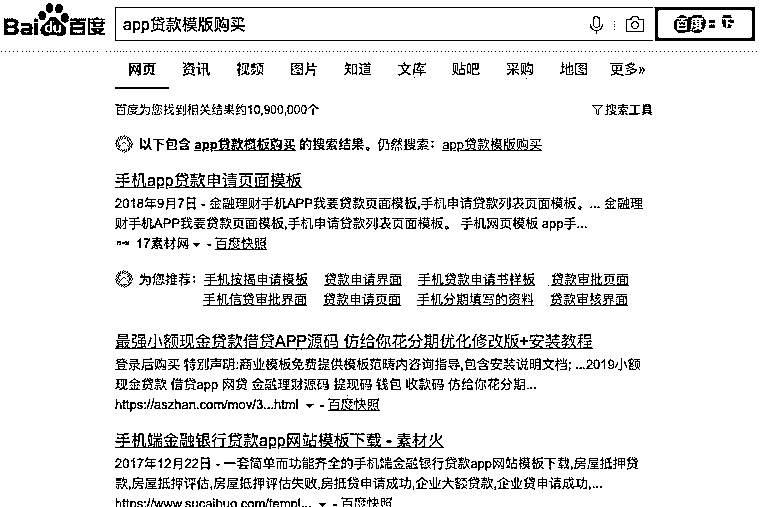 Bai du 百度
app贷款模版购买
百度一下
网页 资讯 视频 图片 知道 文库 贴吧 采购 地图 更多»
百度为您找到相关结果约10,900,000个 搜索工具
以下包含 app贷款模板购买 的搜索结果。仍然搜索: app贷款模版购买
手机app贷款申请页面模板
2018年9月7日 - 金融理财手机APP我要贷款页面模板,手机申请贷款列表页面模板。... 金融理
财手机APP我要贷款页面模板,手机申请贷款列表页面模板。 手机网页模板 app手...
17素材网 - 百度快照
为您推荐: 手机按揭申请模板 贷款申请界面 手机贷款申请书样板 贷款审批页面
手机信贷审批界面 贷款申请页面 手机分期填写的资料 贷款审核界面
最强小额现金贷款借贷APP源码 仿给你花分期优化修改版+安装教程
登录后购买 特别声明:商业模板免费提供模板范畴内咨询指导,包含安装说明文档; ...2019小额
现金贷款 借贷app 网贷 金融理财源码 提现码 钱包 收款码 仿给你花分期...
https://aszhan.com/mov/3...html - 百度快照
手机端金融银行贷款app网站模板下载 - 素材火
2017年12月22日 - 一套简单而功能齐全的手机端金融银行贷款app网站模板下载,房屋抵押贷
款,房屋抵押评估,房屋抵押评估失败,房抵贷申请成功,企业大额贷款,企业贷申请成功,...
https://www.sucaihuo.com/templ... - 百度快照